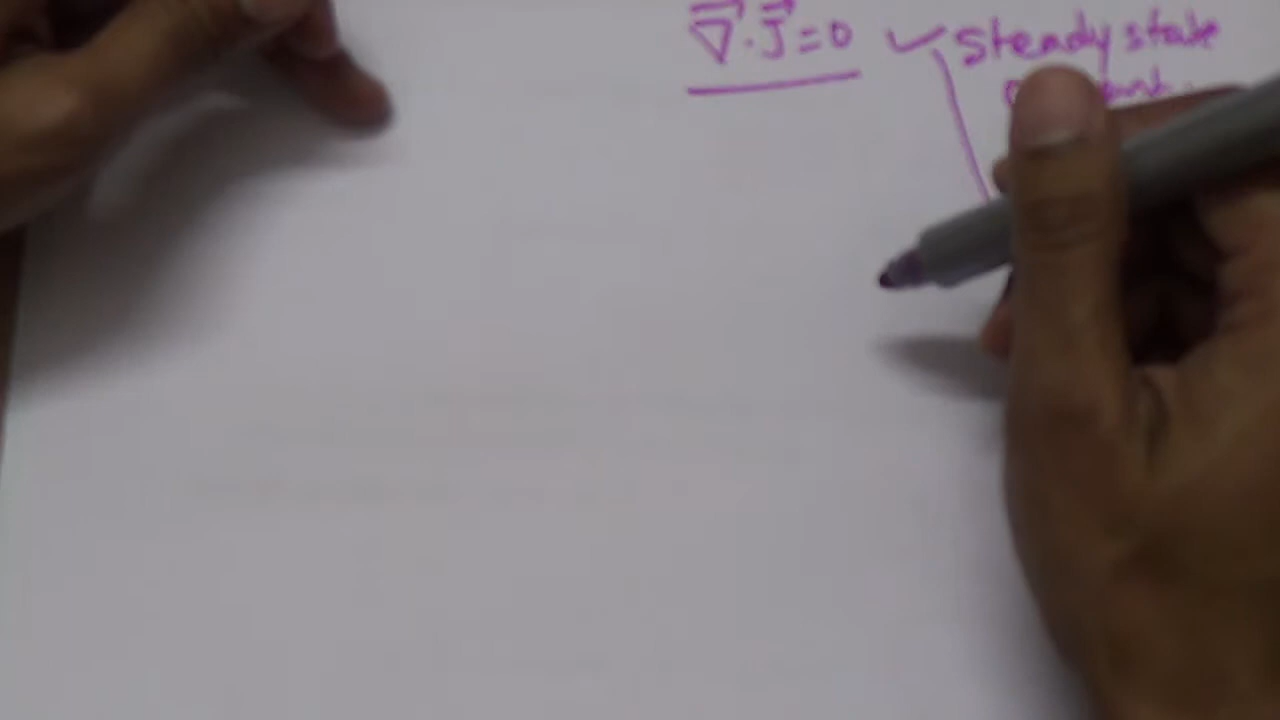 ∇⃗ · J⃗ = 0 ✓ steady state